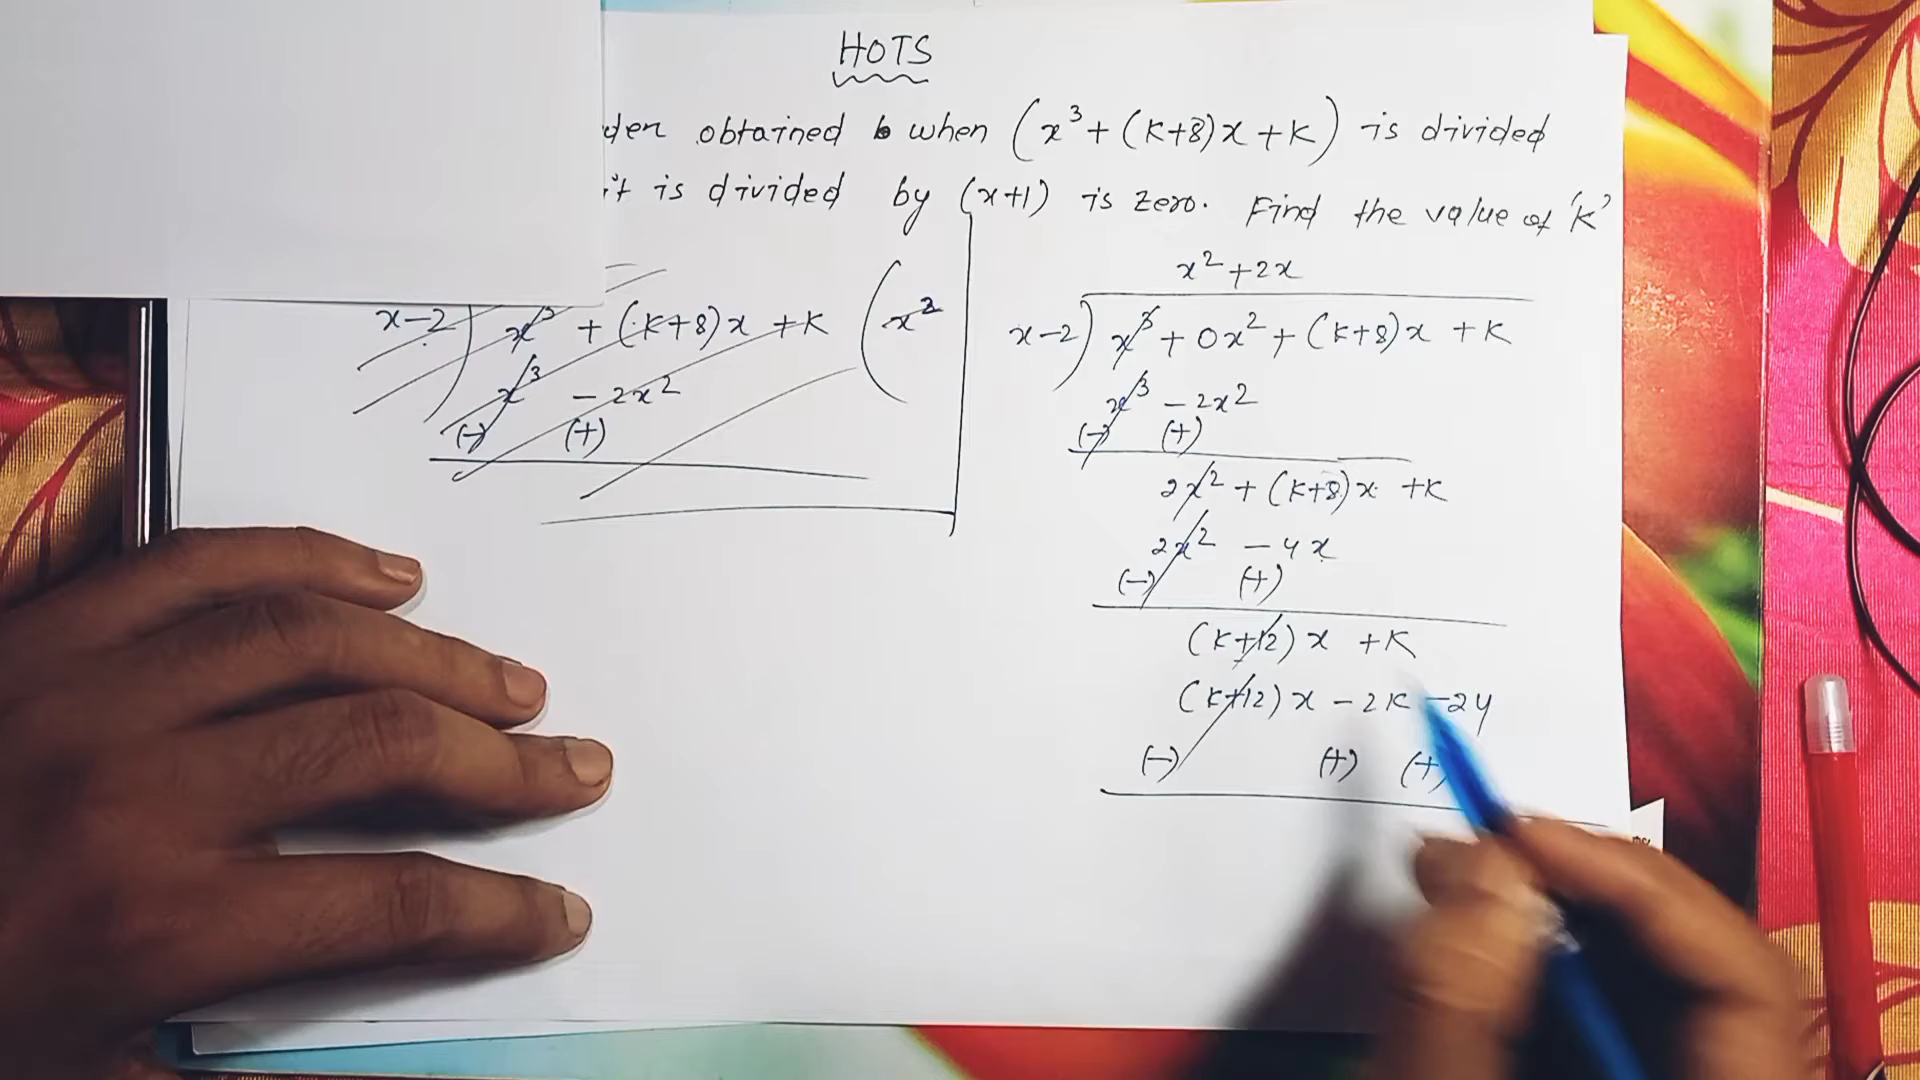 HOTS
obtained when (x³ + (k+8)x + k) is divided
is divided by (x+1) is zero. Find the value of 'k'
x-2) x³ + (k+8)x + k (x²
x³ - 2x²
(-) (+)
x² + 2x
x-2) x³ + 0x² + (k+8)x + k
x³ - 2x²
(-) (+)
2x² + (k+8)x + k
2x² - 4x
(-) (+)
(k+12)x + k
(k+12)x - 2k - 24
(-) (+) (+)